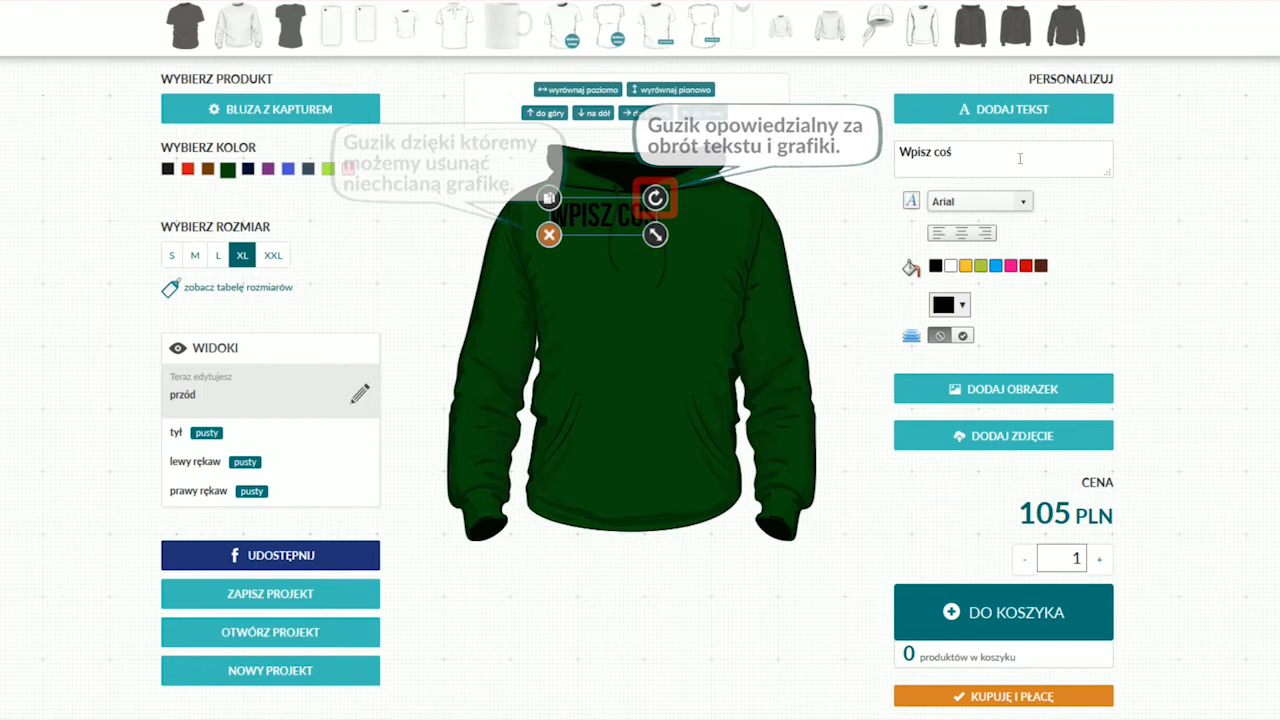 WYBIERZ PRODUKT
BLUZA Z KAPTUREM
WYBIERZ KOLOR
WYBIERZ ROZMIAR
S M L XL XXL
zobacz tabelę rozmiarów
WIDOKI
Teraz edytujesz
przód
tył pusty
lewy rękaw pusty
prawy rękaw pusty
UDOSTĘPNIJ
ZAPISZ PROJEKT
OTWÓRZ PROJEKT
NOWY PROJEKT
wyrównaj poziomo wyrównaj pionowo
do góry na dół
Guzik dzięki któremu
możemy usunąć
niechcianą grafikę.
Guzik opowiedzialny za
obrót tekstu i grafiki.
WPISZ COŚ
PERSONALIZUJ
DODAJ TEKST
Wpisz coś
Arial
DODAJ OBRAZEK
DODAJ ZDJĘCIE
CENA
105 PLN
- 1 +
DO KOSZYKA
0 produktów w koszyku
KUPUJĘ I PŁACĘ